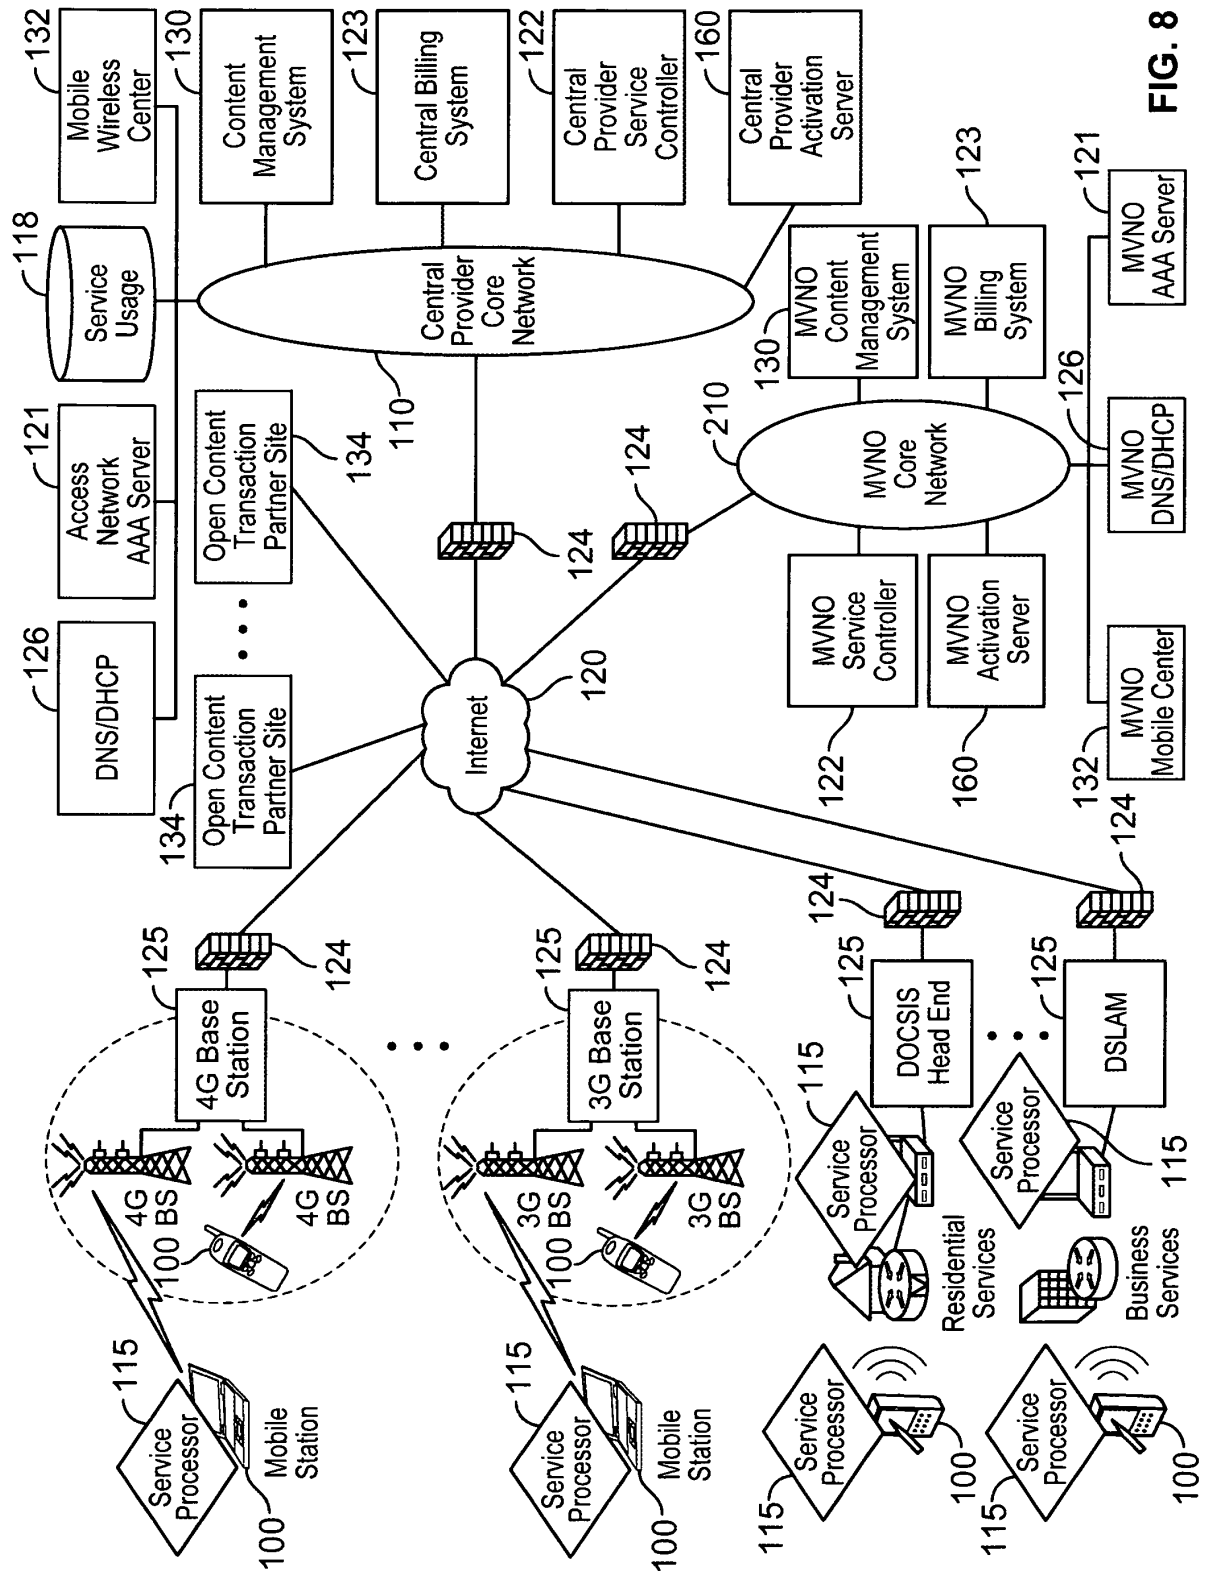 132
Mobile
Wireless
Center
130
Content
Management
System
123
Central Billing
System
122
Central
Provider
Service
Controller
160
Central
Provider
Activation
Server
118
Service
Usage
121
Access
Network
AAA Server
126
DNS/DHCP
Open Content
Transaction
Partner Site
134
Open Content
Transaction
Partner Site
134
Central
Provider
Core
Network
110
124
124
Internet
120
210
MVNO
Core
Network
130
MVNO
Content
Management
System
123
MVNO
Billing
System
MVNO
Service
Controller
122
MVNO
Activation
Server
160
121
MVNO
AAA Server
126
MVNO
DNS/DHCP
132
MVNO
Mobile Center
125
4G Base
Station
124
4G
BS
4G
BS
100
115
Service
Processor
Mobile
Station
100
125
3G Base
Station
124
3G
BS
3G
BS
100
115
Service
Processor
Mobile
Station
100
124
125
DOCSIS
Head End
115
Service
Processor
Residential
Services
Service
Processor
115
100
124
125
DSLAM
Service
Processor
115
Business
Services
Service
Processor
115
100
FIG. 8